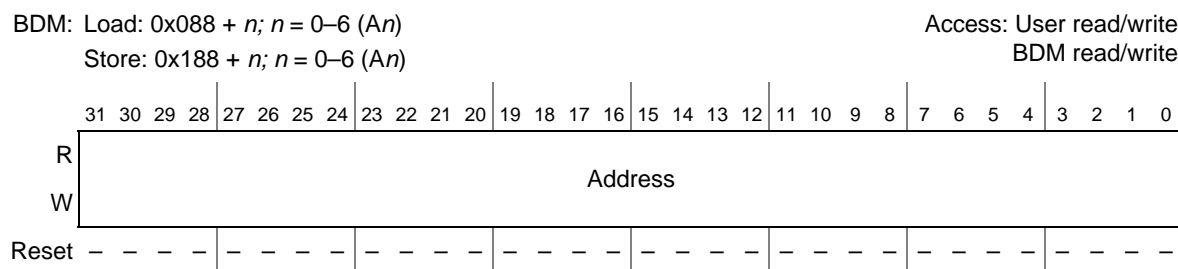 BDM: Load: 0x088 + n; n = 0–6 (An) Access: User read/write
Store: 0x188 + n; n = 0–6 (An) BDM read/write
31 30 29 28 27 26 25 24 23 22 21 20 19 18 17 16 15 14 13 12 11 10 9 8 7 6 5 4 3 2 1 0
R
Address
W
Reset – – – – – – – – – – – – – – – – – – – – – – – – – – – – – – – –